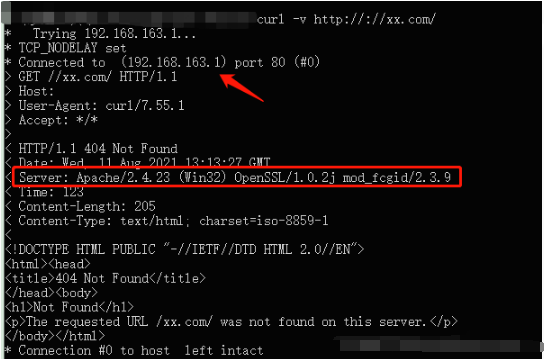 curl -v http://://xx.com/
* Trying 192.168.163.1...
* TCP_NODELAY set
* Connected to (192.168.163.1) port 80 (#0)
> GET //xx.com/ HTTP/1.1
> Host:
> User-Agent: curl/7.55.1
> Accept: */*
>
< HTTP/1.1 404 Not Found
< Date: Wed, 11 Aug 2021 13:13:27 GMT
< Server: Apache/2.4.23 (Win32) OpenSSL/1.0.2j mod_fcgid/2.3.9
< Time: 123
< Content-Length: 205
< Content-Type: text/html; charset=iso-8859-1
<
<!DOCTYPE HTML PUBLIC "-//IETF//DTD HTML 2.0//EN">
<html><head>
<title>404 Not Found</title>
</head><body>
<h1>Not Found</h1>
<p>The requested URL /xx.com/ was not found on this server.</p>
</body></html>
* Connection #0 to host left intact